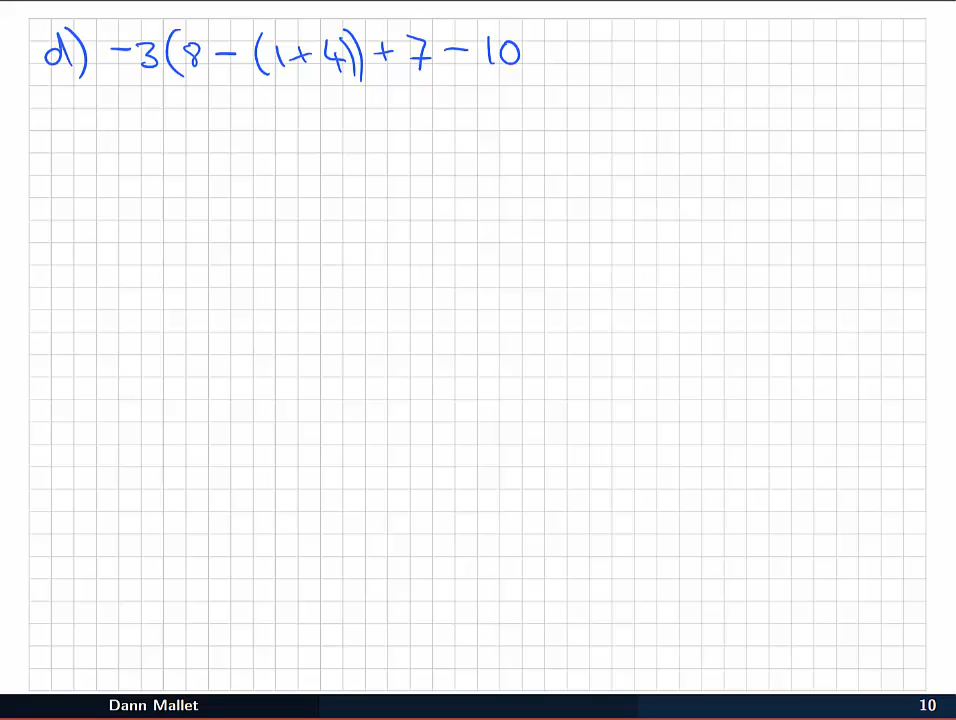 d) -3(8 - (1+4)) + 7 - 10
Dann Mallet
10